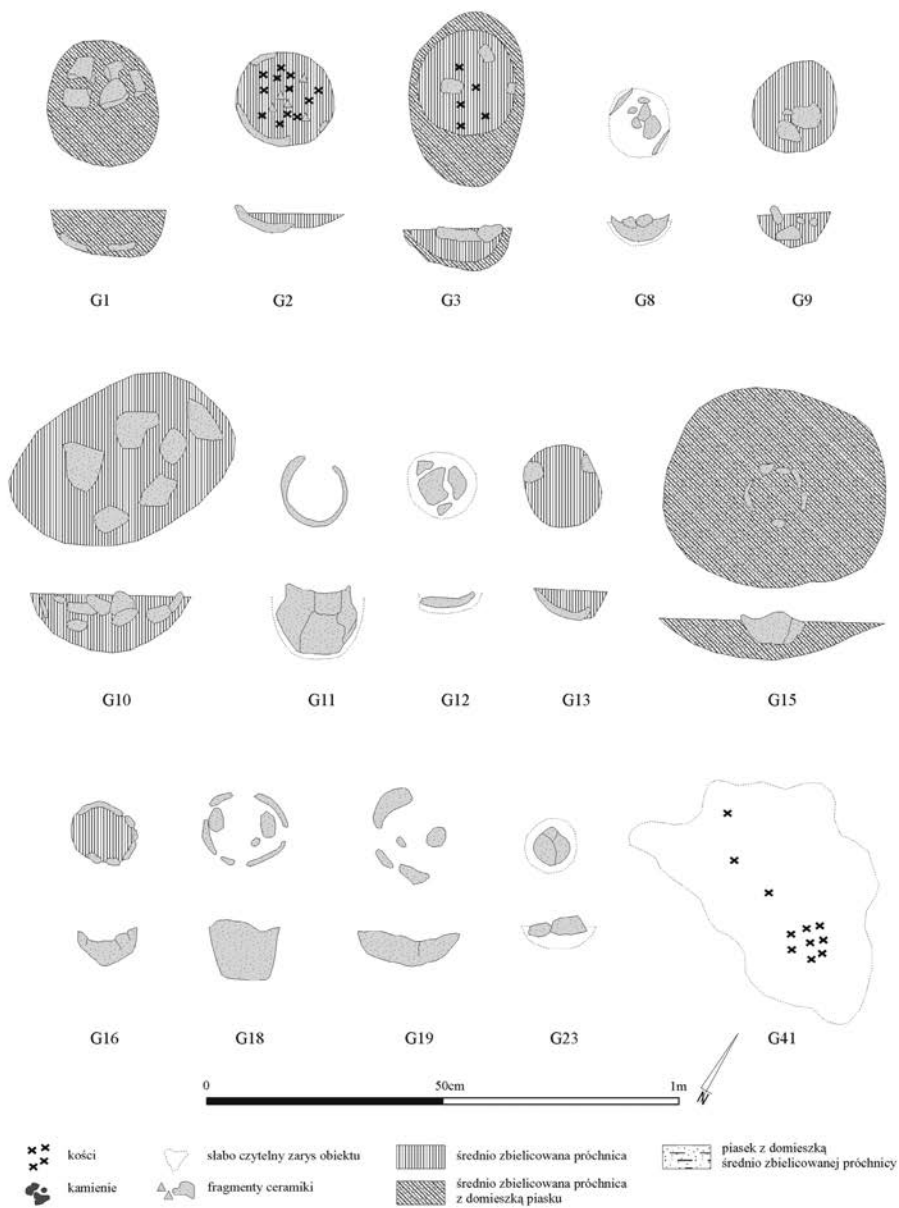 G1
G2
G3
G8
G9
G10
G11
G12
G13
G15
G16
G18
G19
G23
G41
0
50cm
1m
N
kości
słabo czytelny zarys obiektu
średnio zbielicowana próchnica
piasek z domieszką
średnio zbielicowanej próchnicy
kamienie
fragmenty ceramiki
średnio zbielicowana próchnica
z domieszką piasku